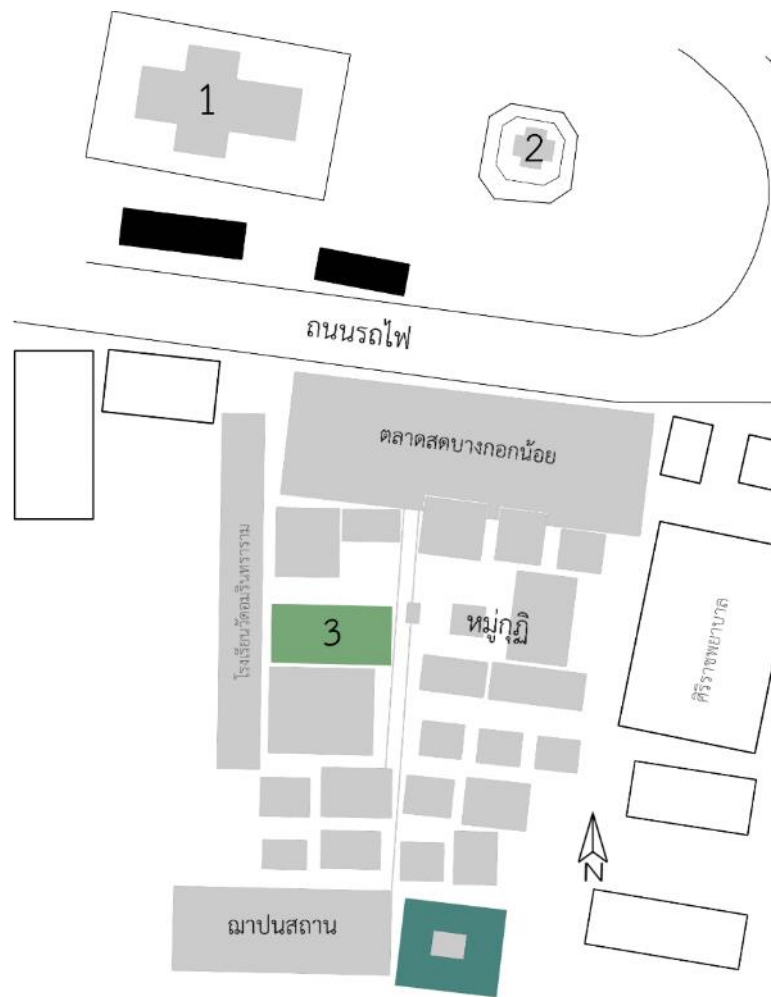 1
2
ถนนรถไฟ
ตลาดสดบางกอกน้อย
โรงเรียนวัดอมรินทราราม
3
หมู่กุฏิ
ศิริราชพยาบาล
N
ฌาปนสถาน